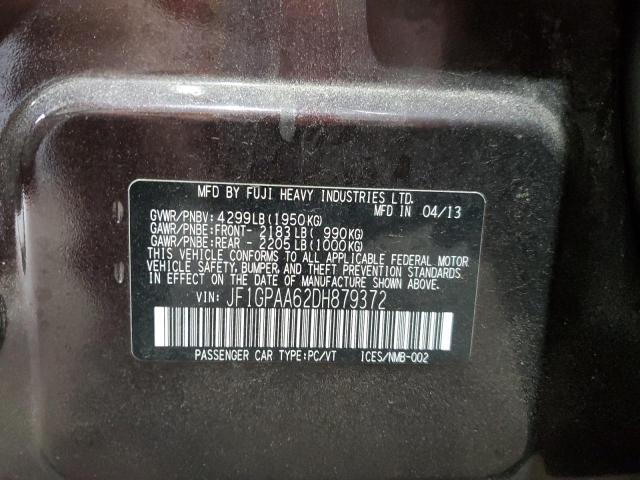 MFD BY FUJI HEAVY INDUSTRIES LTD.
GVWR/PNBV: 4299LB(1950KG) MFD IN 04/13
GAWR/PNBE:FRONT- 2183LB( 990KG)
GAWR/PNBE:REAR - 2205LB(1000KG)
THIS VEHICLE CONFORMS TO ALL APPLICABLE FEDERAL MOTOR
VEHICLE SAFETY, BUMPER, AND THEFT PREVENTION STANDARDS
IN EFFECT ON THE DATE OF MANUFACTURE SHOWN ABOVE.
VIN: JF1GPAA62DH879372
PASSENGER CAR TYPE:PC/VT ICES/NMB-002